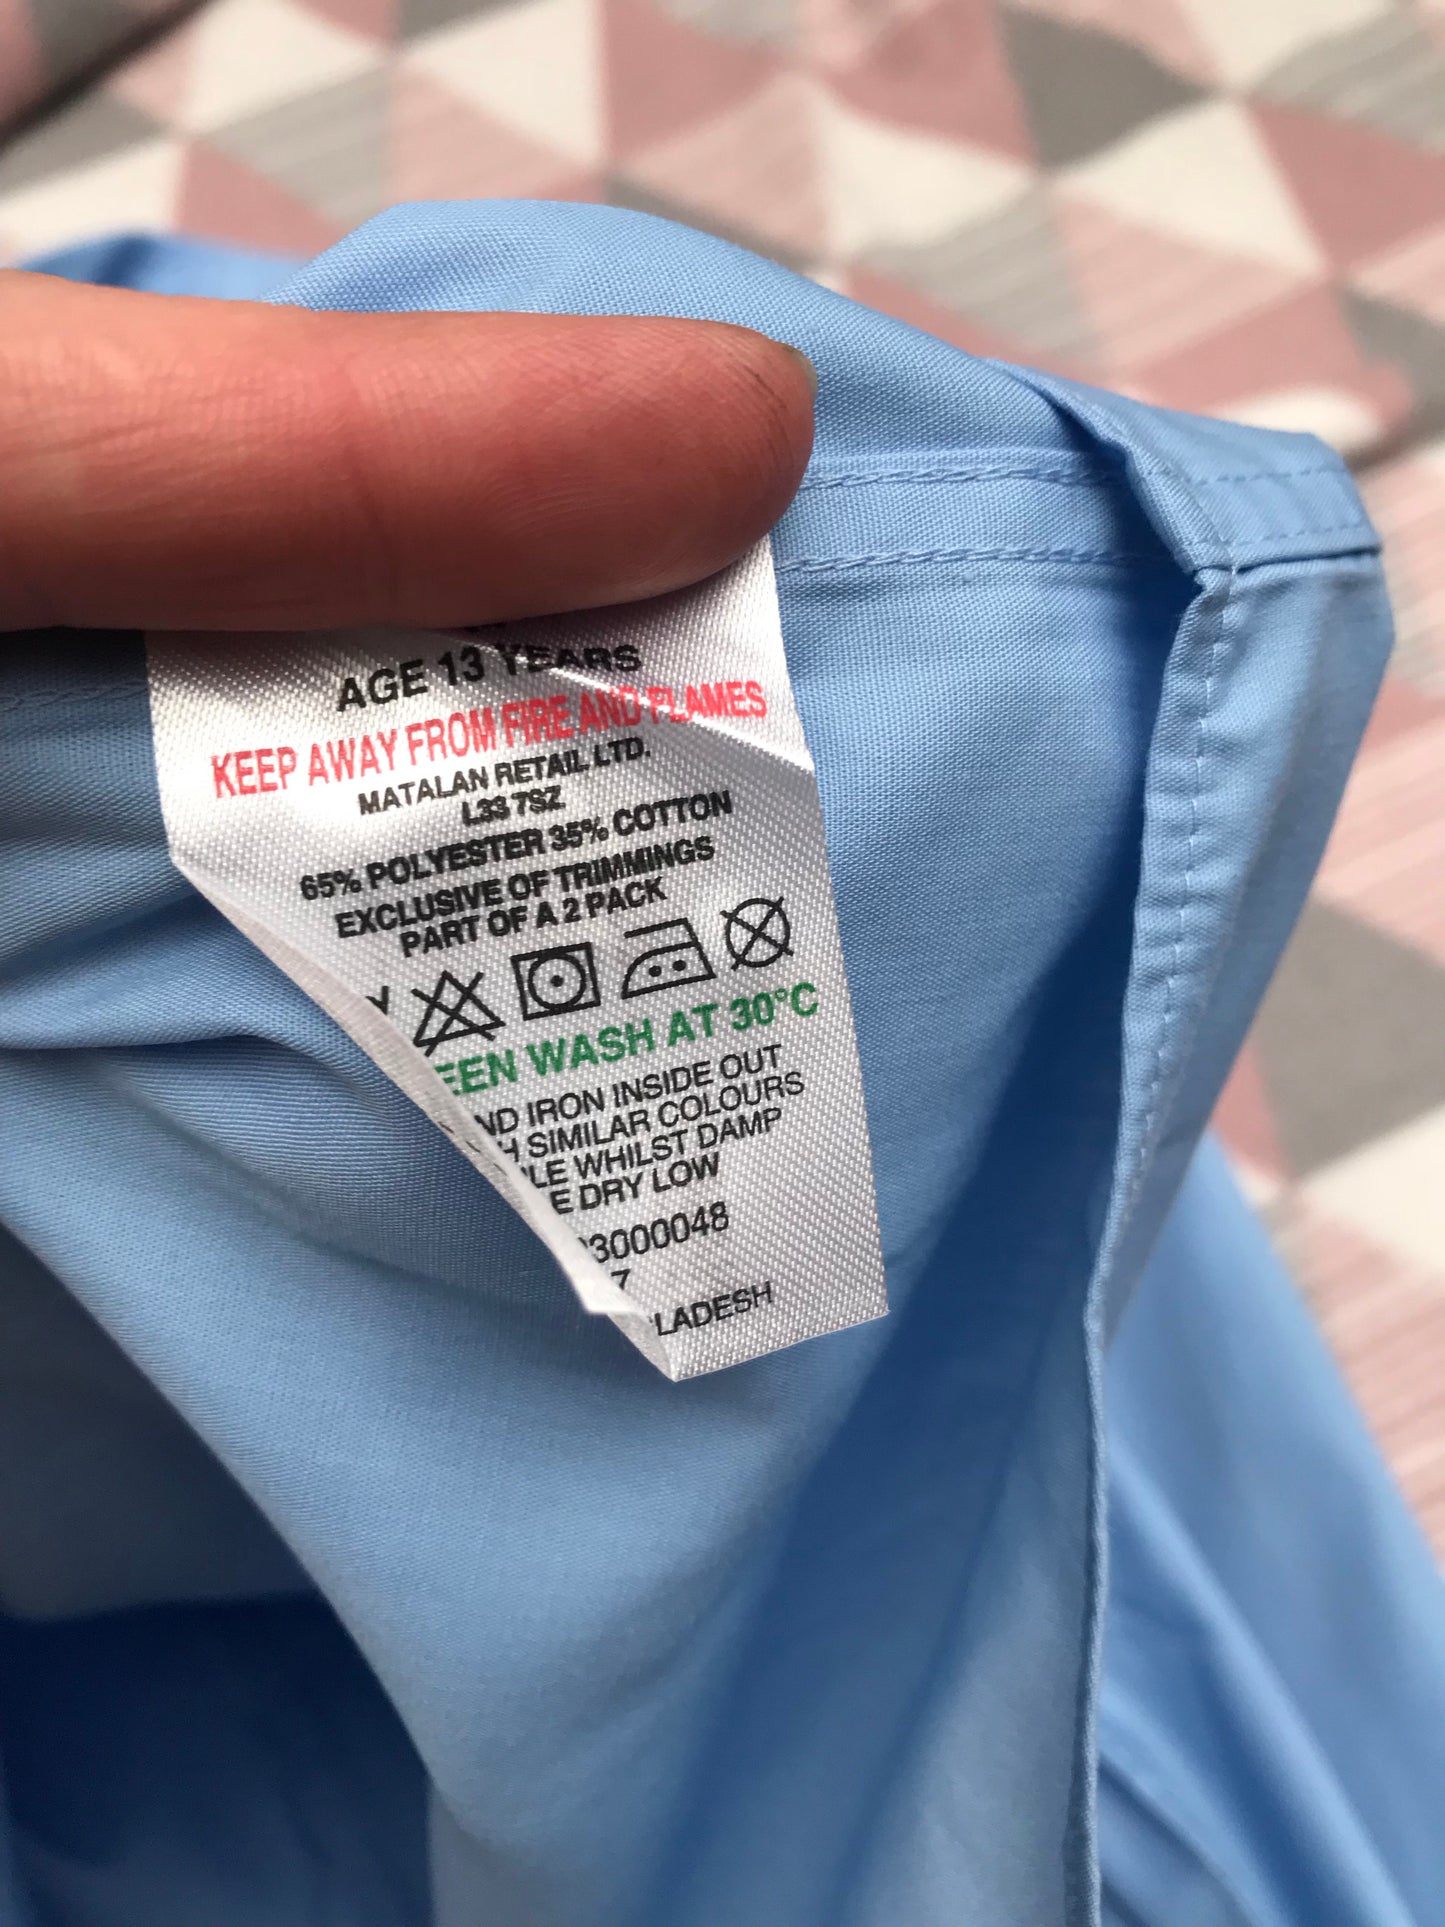 AGE 13 YEARS
KEEP AWAY FROM FIRE AND FLAMES
MATALAN RETAIL LTD.
L33 7SZ
65% POLYESTER 35% COTTON
EXCLUSIVE OF TRIMMINGS
PART OF A 2 PACK
EEN WASH AT 30°C
ND IRON INSIDE OUT
H SIMILAR COLOURS
LE WHILST DAMP
E DRY LOW
3000048
7
LADESH